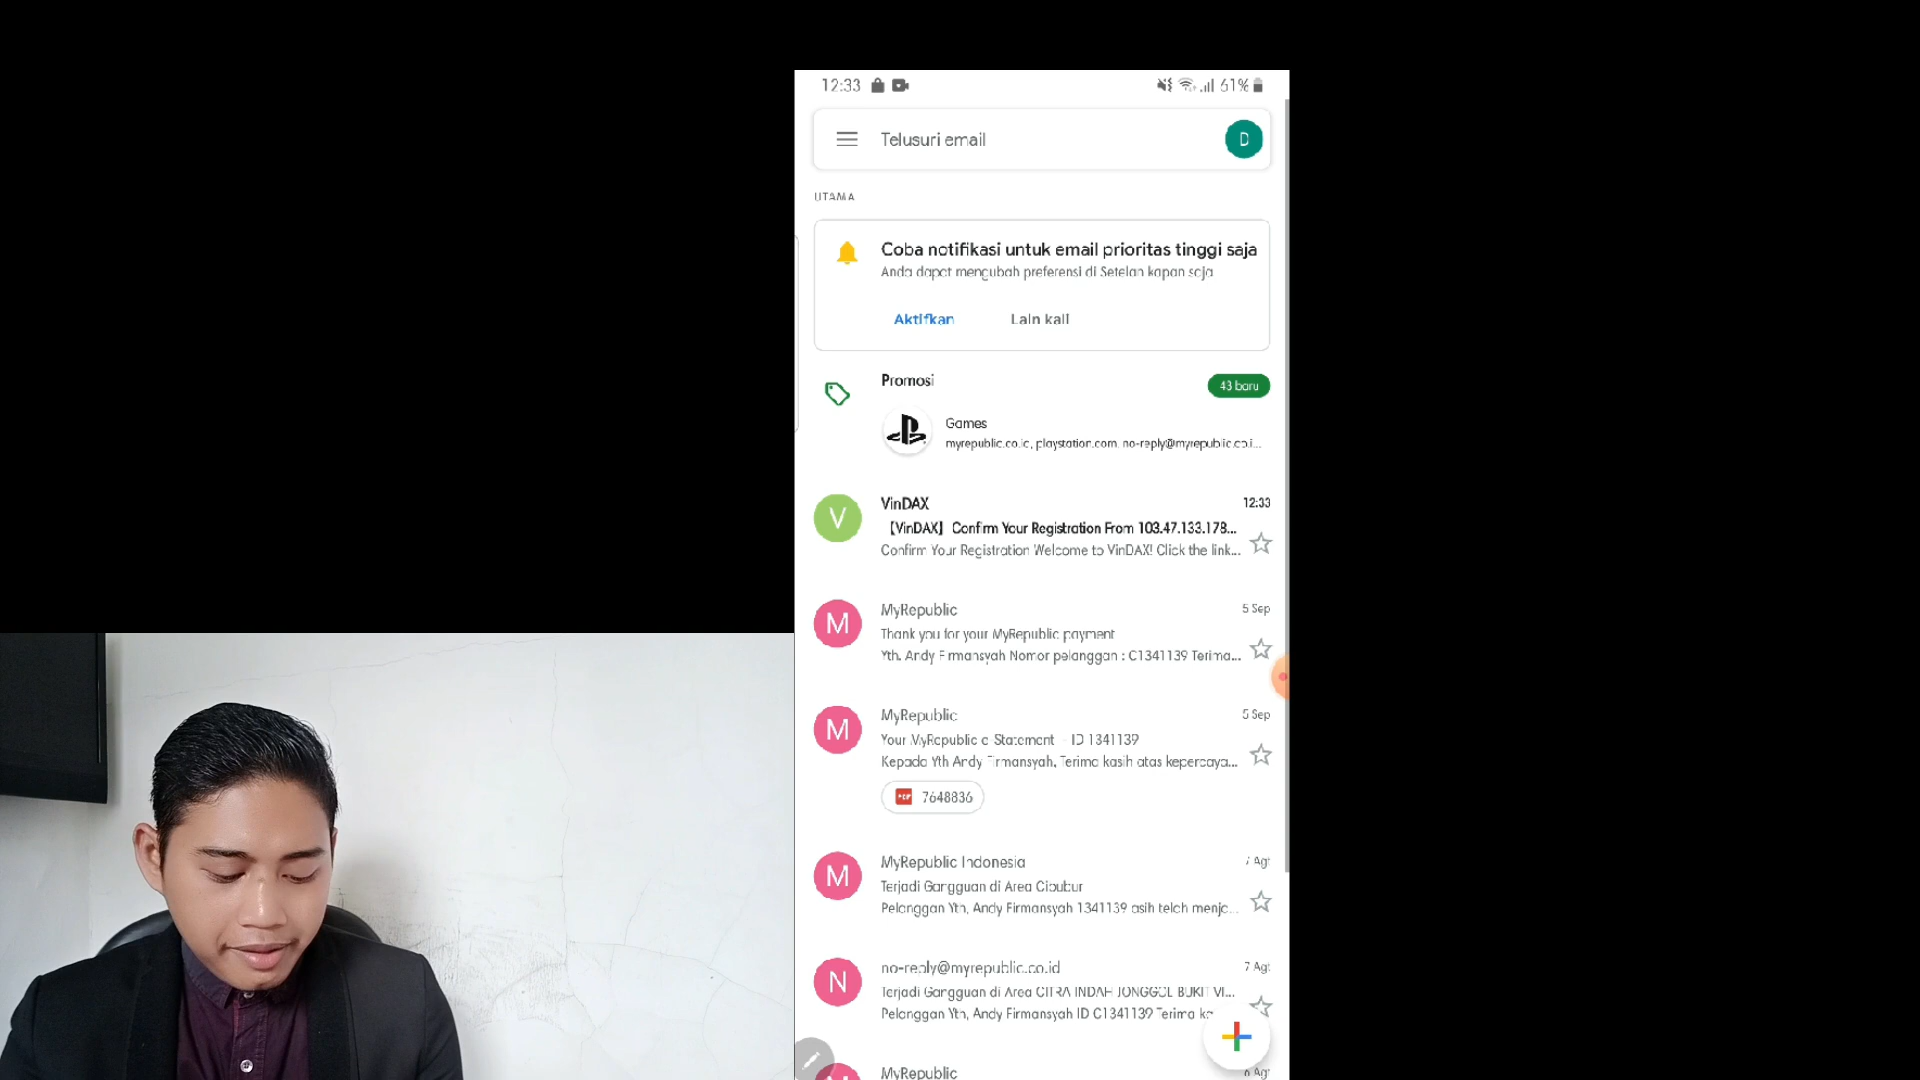 12:33 61%
Telusuri email D
UTAMA
Coba notifikasi untuk email prioritas tinggi saja
Anda dapat mengubah preferensi di Setelan kapan saja
Aktifkan Lain kali
Promosi 43 baru
Games
myrepublic.co.id, playstation.com, no-reply@myrepublic.co.i...
V VinDAX 12:33
【VinDAX】Confirm Your Registration From 103.47.133.178...
Confirm Your Registration Welcome to VinDAX! Click the link...
M MyRepublic 5 Sep
Thank you for your MyRepublic payment
Yth. Andy Firmansyah Nomor pelanggan : C1341139 Terima...
M MyRepublic 5 Sep
Your MyRepublic e-Statement - ID 1341139
Kepada Yth Andy Firmansyah, Terima kasih atas kepercaya...
PDF 7648836
M MyRepublic Indonesia 7 Agt
Terjadi Gangguan di Area Cibubur
Pelanggan Yth, Andy Firmansyah 1341139 asih telah menja...
N no-reply@myrepublic.co.id 7 Agt
Terjadi Gangguan di Area CITRA INDAH JONGGOL BUKIT VI...
Pelanggan Yth, Andy Firmansyah ID C1341139 Terima ka
MyRepublic 6 Agt